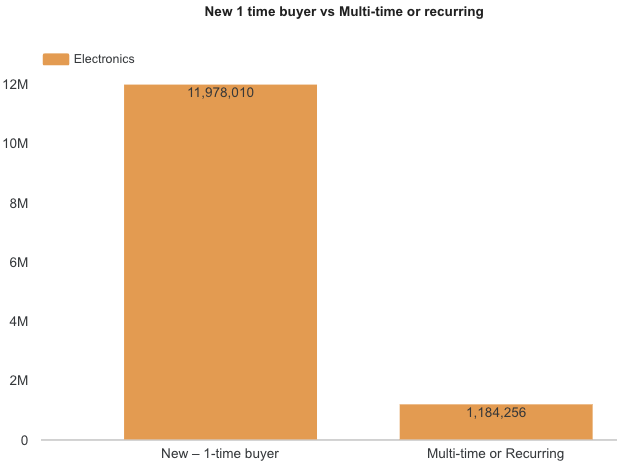 New 1 time buyer vs Multi-time or recurring
Electronics
12M
11,978,010
10M
8M
6M
4M
2M
1,184,256
0
New – 1-time buyer
Multi-time or Recurring